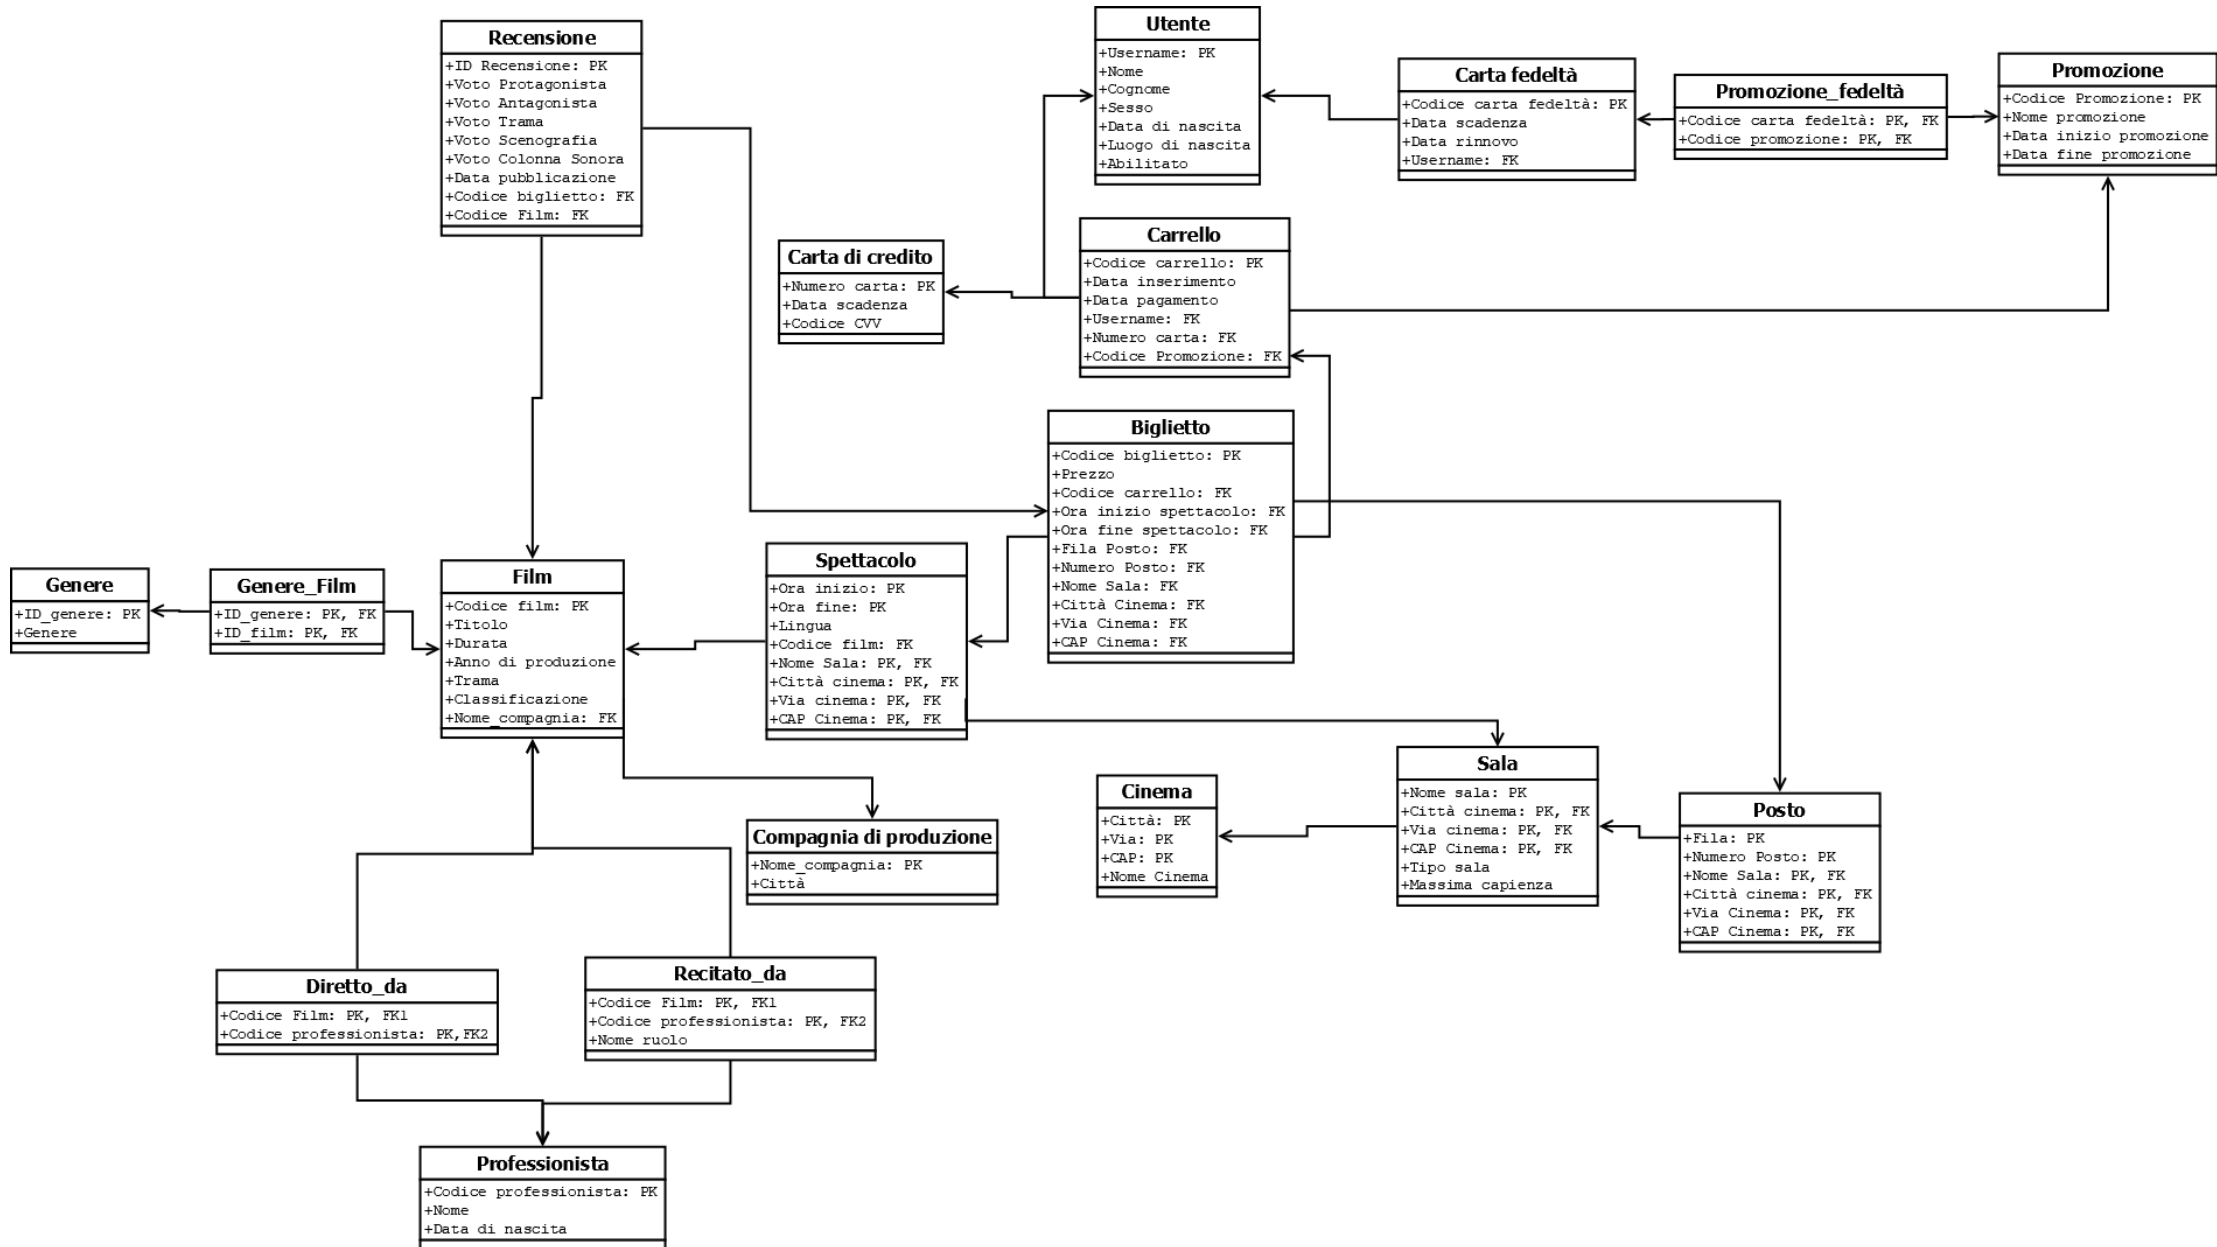 Recensione
+ID Recensione: PK
+Voto Protagonista
+Voto Antagonista
+Voto Trama
+Voto Scenografia
+Voto Colonna Sonora
+Data pubblicazione
+Codice biglietto: FK
+Codice Film: FK
Utente
+Username: PK
+Nome
+Cognome
+Sesso
+Data di nascita
+Luogo di nascita
+Abilitato
Carta fedeltà
+Codice carta fedeltà: PK
+Data scadenza
+Data rinnovo
+Username: FK
Promozione_fedeltà
+Codice carta fedeltà: PK, FK
+Codice promozione: PK, FK
Promozione
+Codice Promozione: PK
+Nome promozione
+Data inizio promozione
+Data fine promozione
Carta di credito
+Numero carta: PK
+Data scadenza
+Codice CVV
Carrello
+Codice carrello: PK
+Data inserimento
+Data pagamento
+Username: FK
+Numero carta: FK
+Codice Promozione: FK
Biglietto
+Codice biglietto: PK
+Prezzo
+Codice carrello: FK
+Ora inizio spettacolo: FK
+Ora fine spettacolo: FK
+Fila Posto: FK
+Numero Posto: FK
+Nome Sala: FK
+Città Cinema: FK
+Via Cinema: FK
+CAP Cinema: FK
Genere
+ID_genere: PK
+Genere
Genere_Film
+ID_genere: PK, FK
+ID_film: PK, FK
Film
+Codice film: PK
+Titolo
+Durata
+Anno di produzione
+Trama
+Classificazione
+Nome_compagnia: FK
Spettacolo
+Ora inizio: PK
+Ora fine: PK
+Lingua
+Codice film: FK
+Nome Sala: PK, FK
+Città cinema: PK, FK
+Via cinema: PK, FK
+CAP Cinema: PK, FK
Compagnia di produzione
+Nome_compagnia: PK
+Città
Cinema
+Città: PK
+Via: PK
+CAP: PK
+Nome Cinema
Sala
+Nome sala: PK
+Città cinema: PK, FK
+Via cinema: PK, FK
+CAP Cinema: PK, FK
+Tipo sala
+Massima capienza
Posto
+Fila: PK
+Numero Posto: PK
+Nome Sala: PK, FK
+Città cinema: PK, FK
+Via Cinema: PK, FK
+CAP Cinema: PK, FK
Diretto_da
+Codice Film: PK, FK1
+Codice professionista: PK,FK2
Recitato_da
+Codice Film: PK, FK1
+Codice professionista: PK, FK2
+Nome ruolo
Professionista
+Codice professionista: PK
+Nome
+Data di nascita